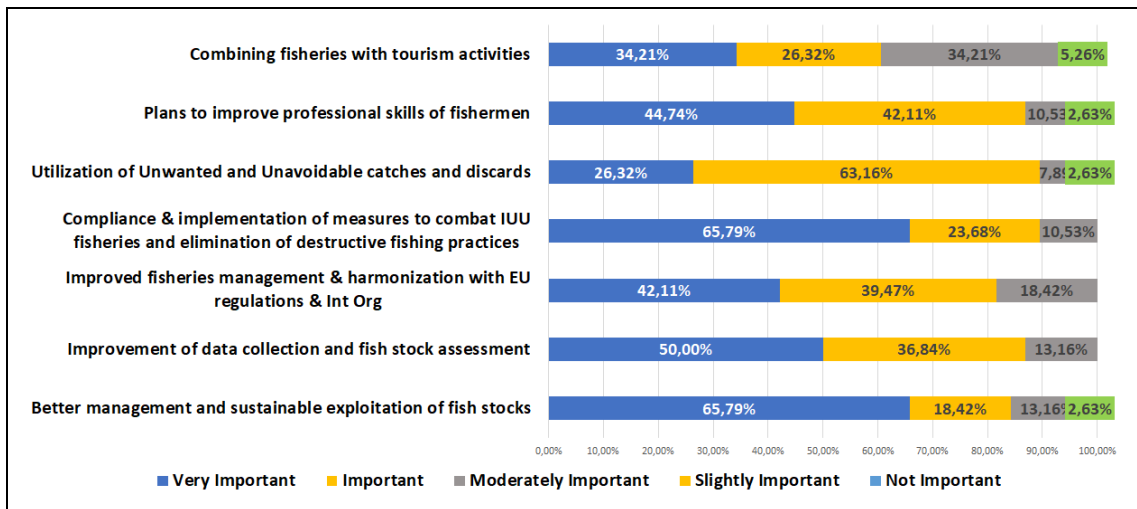 Combining fisheries with tourism activities
34,21% 26,32% 34,21% 5,26%
Plans to improve professional skills of fishermen
44,74% 42,11% 10,53 2,63%
Utilization of Unwanted and Unavoidable catches and discards
26,32% 63,16% 7,89 2,63%
Compliance & implementation of measures to combat IUU
fisheries and elimination of destructive fishing practices
65,79% 23,68% 10,53%
Improved fisheries management & harmonization with EU
regulations & Int Org
42,11% 39,47% 18,42%
Improvement of data collection and fish stock assessment
50,00% 36,84% 13,16%
Better management and sustainable exploitation of fish stocks
65,79% 18,42% 13,16% 2,63%
0,00% 10,00% 20,00% 30,00% 40,00% 50,00% 60,00% 70,00% 80,00% 90,00% 100,00%
Very Important Important Moderately Important Slightly Important Not Important